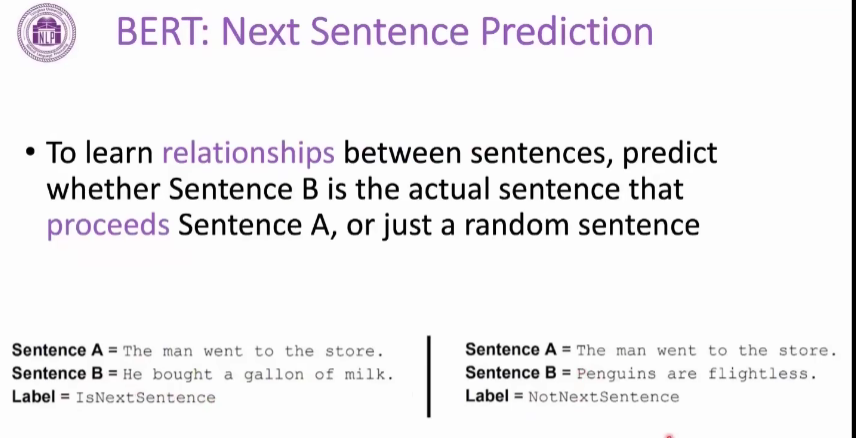 NLP
BERT: Next Sentence Prediction
• To learn relationships between sentences, predict
whether Sentence B is the actual sentence that
proceeds Sentence A, or just a random sentence
Sentence A = The man went to the store.
Sentence B = He bought a gallon of milk.
Label = IsNextSentence
Sentence A = The man went to the store.
Sentence B = Penguins are flightless.
Label = NotNextSentence